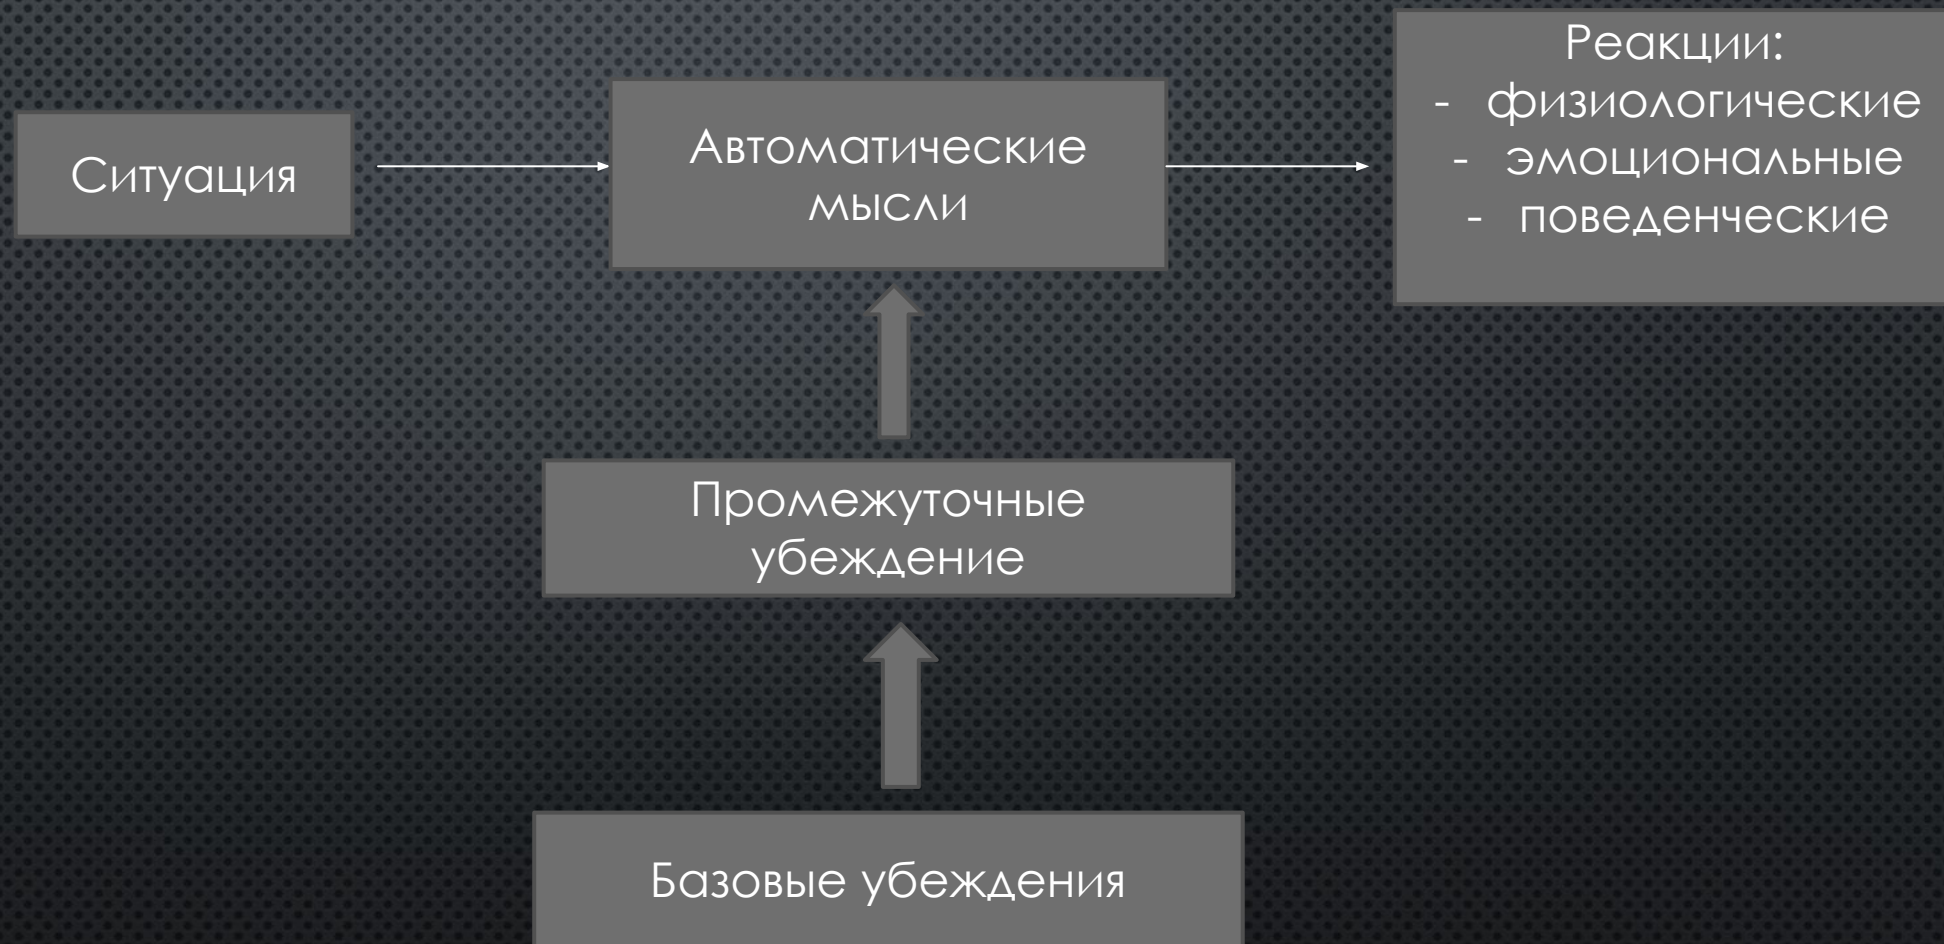 Ситуация
Автоматические
мысли
Реакции:
- физиологические
- эмоциональные
- поведенческие
Промежуточные
убеждение
Базовые убеждения